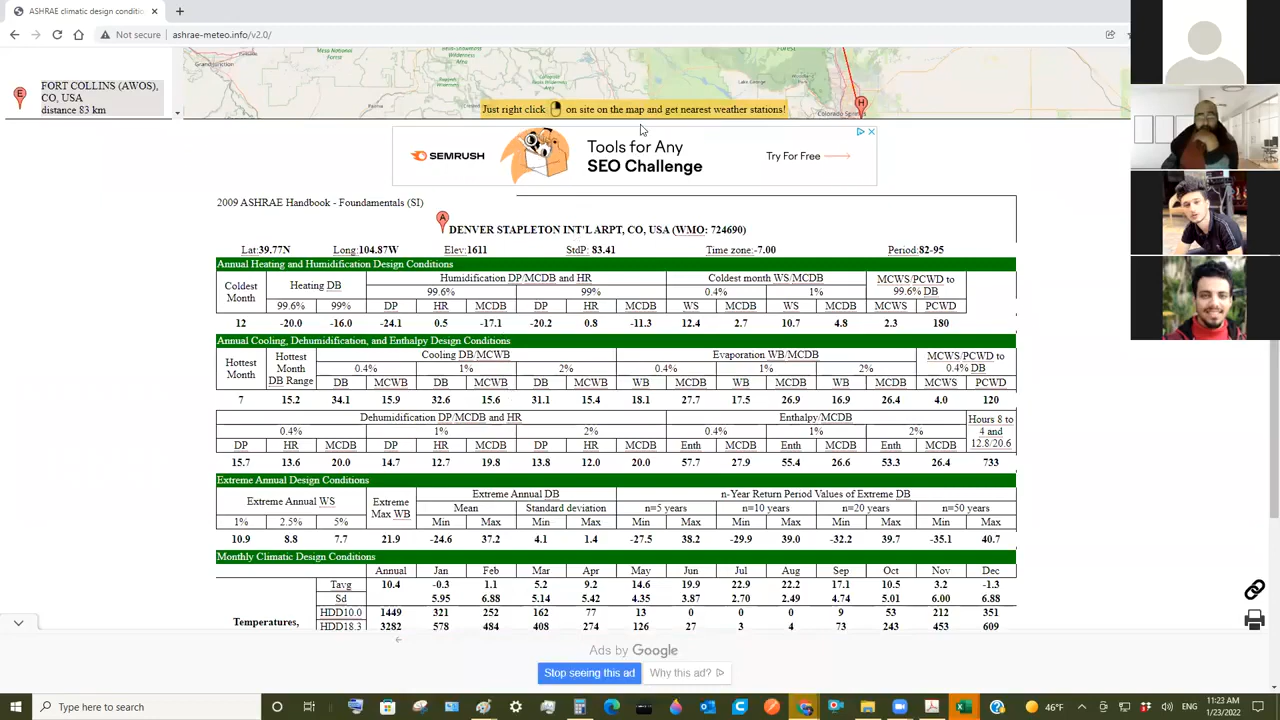 ASHRAE climatic design conditio
Not secure
ashrae-meteo.info/v2.0/
FORT COLLINS (AWOS),
CO, USA
distance 83 km
Just right click on site on the map and get nearest weather stations!
SEMRUSH
Tools for Any
SEO Challenge
Try For Free
2009 ASHRAE Handbook - Foundamentals (SI)
DENVER STAPLETON INT'L ARPT, CO, USA (WMO: 724690)
Lat:39.77N Long:104.87W Elev:1611 StdP: 83.41 Time zone:-7.00 Period:82-95
Annual Heating and Humidification Design Conditions
Coldest Month Heating DB Humidification DP/MCDB and HR Coldest month WS/MCDB MCWS/PCWD to 99.6% DB
99.6% 99% 0.4% 1%
99.6% 99% DP HR MCDB DP HR MCDB WS MCDB WS MCDB MCWS PCWD
12 -20.0 -16.0 -24.1 0.5 -17.1 -20.2 0.8 -11.3 12.4 2.7 10.7 4.8 2.3 180
Annual Cooling, Dehumidification, and Enthalpy Design Conditions
Hottest Month Hottest Month DB Range Cooling DB/MCWB Evaporation WB/MCDB MCWS/PCWD to 0.4% DB
0.4% 1% 2% 0.4% 1% 2%
DB MCWB DB MCWB DB MCWB WB MCDB WB MCDB WB MCDB MCWS PCWD
7 15.2 34.1 15.9 32.6 15.6 31.1 15.4 18.1 27.7 17.5 26.9 16.9 26.4 4.0 120
Dehumidification DP/MCDB and HR Enthalpy/MCDB Hours 8 to 4 and 12.8/20.6
0.4% 1% 2% 0.4% 1% 2%
DP HR MCDB DP HR MCDB DP HR MCDB Enth MCDB Enth MCDB Enth MCDB
15.7 13.6 20.0 14.7 12.7 19.8 13.8 12.0 20.0 57.7 27.9 55.4 26.6 53.3 26.4 733
Extreme Annual Design Conditions
Extreme Annual WS Extreme Max WB Extreme Annual DB n-Year Return Period Values of Extreme DB
Mean Standard deviation n=5 years n=10 years n=20 years n=50 years
1% 2.5% 5% Min Max Min Max Min Max Min Max Min Max Min Max
10.9 8.8 7.7 21.9 -24.6 37.2 4.1 1.4 -27.5 38.2 -29.9 39.0 -32.2 39.7 -35.1 40.7
Monthly Climatic Design Conditions
Annual Jan Feb Mar Apr May Jun Jul Aug Sep Oct Nov Dec
Tavg 10.4 -0.3 1.1 5.2 9.2 14.6 19.9 22.9 22.2 17.1 10.5 3.2 -1.3
Sd 5.95 6.88 5.14 5.42 4.35 3.87 2.70 2.49 4.74 5.01 6.00 6.88
HDD10.0 1449 321 252 162 77 13 0 0 0 9 53 212 351
Temperatures, HDD18.3 3282 578 484 408 274 126 27 3 4 73 243 453 609
Ads by Google
Stop seeing this ad
Why this ad?
Type here to search
46°F
11:23 AM
1/23/2022